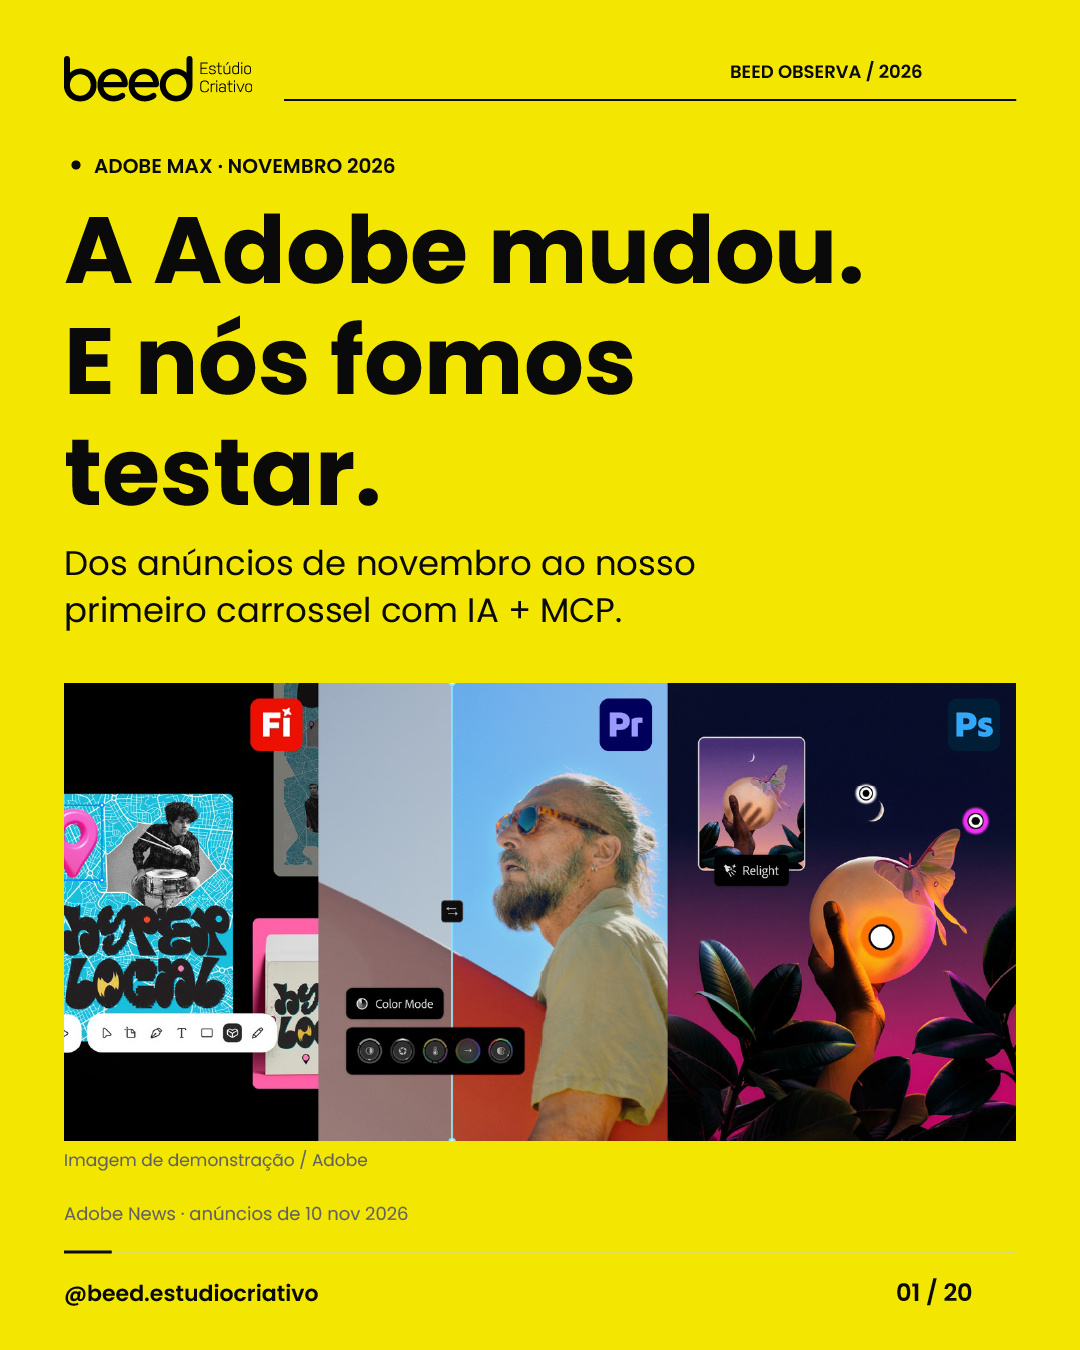 beed Estúdio
Criativo
BEED OBSERVA / 2026
• ADOBE MAX · NOVEMBRO 2026
A Adobe mudou.
E nós fomos
testar.
Dos anúncios de novembro ao nosso
primeiro carrossel com IA + MCP.
Fi
Pr
Ps
Relight
HYPER
LOCAL
Color Mode
T
Imagem de demonstração / Adobe
Adobe News · anúncios de 10 nov 2026
@beed.estudiocriativo
01 / 20